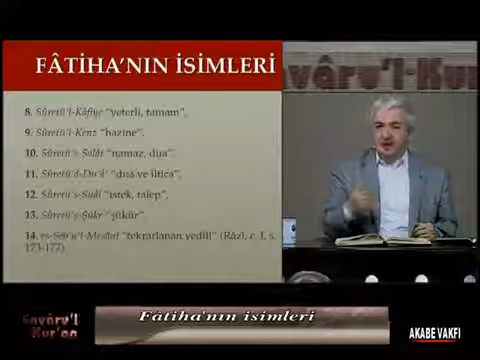 FÂTİHA'NIN İSİMLERİ
8. Sûretü'l-Kâfiye "yeterli, tamam",
9. Sûretü'l-Kenz "hazine",
10. Sûretü's-Salât "namaz, dua",
11. Sûretü'd-Du'â' "dua ve iltica",
12. Sûretü's-Suâl "istek, talep",
13. Sûretü'ş-Şükr "şükür",
14. es-Seb'u'l-Mesânî "tekrarlanan yedili" (Râzî, c. I, s.
173-177)
Fâtiha'nın isimleri
Kur'an
AKABE VAKFI